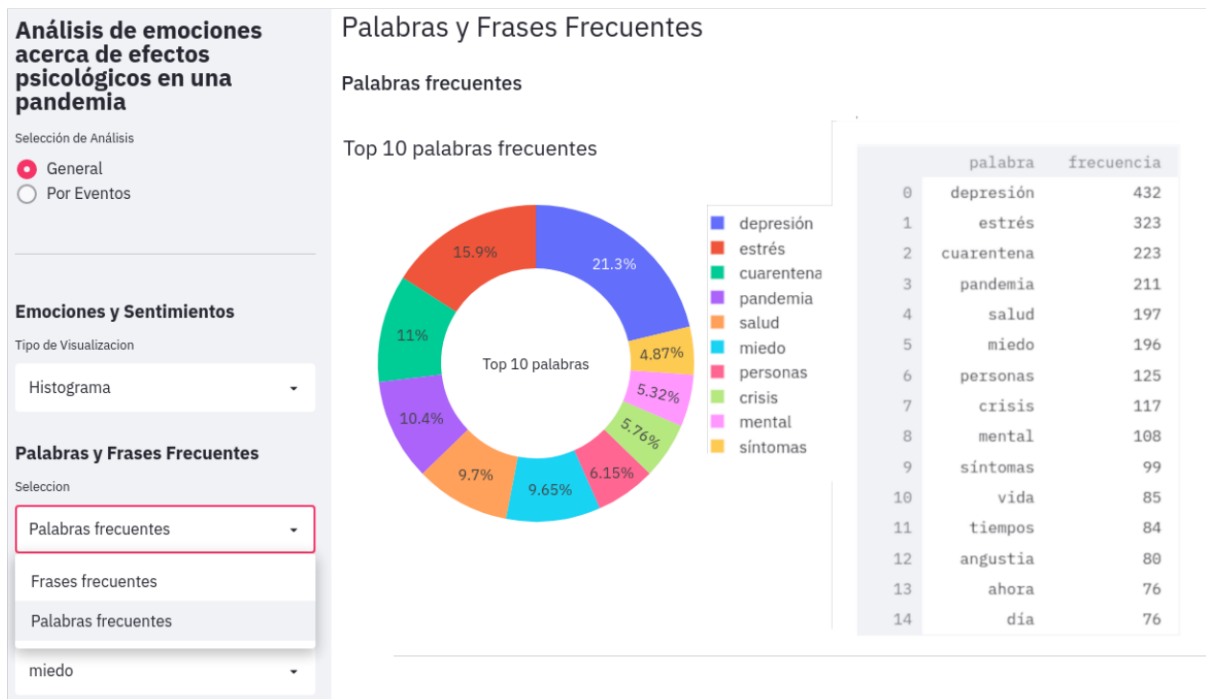 Análisis de emociones
acerca de efectos
psicológicos en una
pandemia
Selección de Análisis
General
Por Eventos
Emociones y Sentimientos
Tipo de Visualizacion
Histograma
Palabras y Frases Frecuentes
Seleccion
Palabras frecuentes
Frases frecuentes
Palabras frecuentes
miedo
Palabras y Frases Frecuentes
Palabras frecuentes
Top 10 palabras frecuentes
15.9%
21.3%
11%
4.87%
Top 10 palabras
5.32%
10.4%
5.76%
9.7%
9.65%
6.15%
depresión
estrés
cuarentena
pandemia
salud
miedo
personas
crisis
mental
síntomas
palabra frecuencia
0 depresión 432
1 estrés 323
2 cuarentena 223
3 pandemia 211
4 salud 197
5 miedo 196
6 personas 125
7 crisis 117
8 mental 108
9 síntomas 99
10 vida 85
11 tiempos 84
12 angustia 80
13 ahora 76
14 día 76